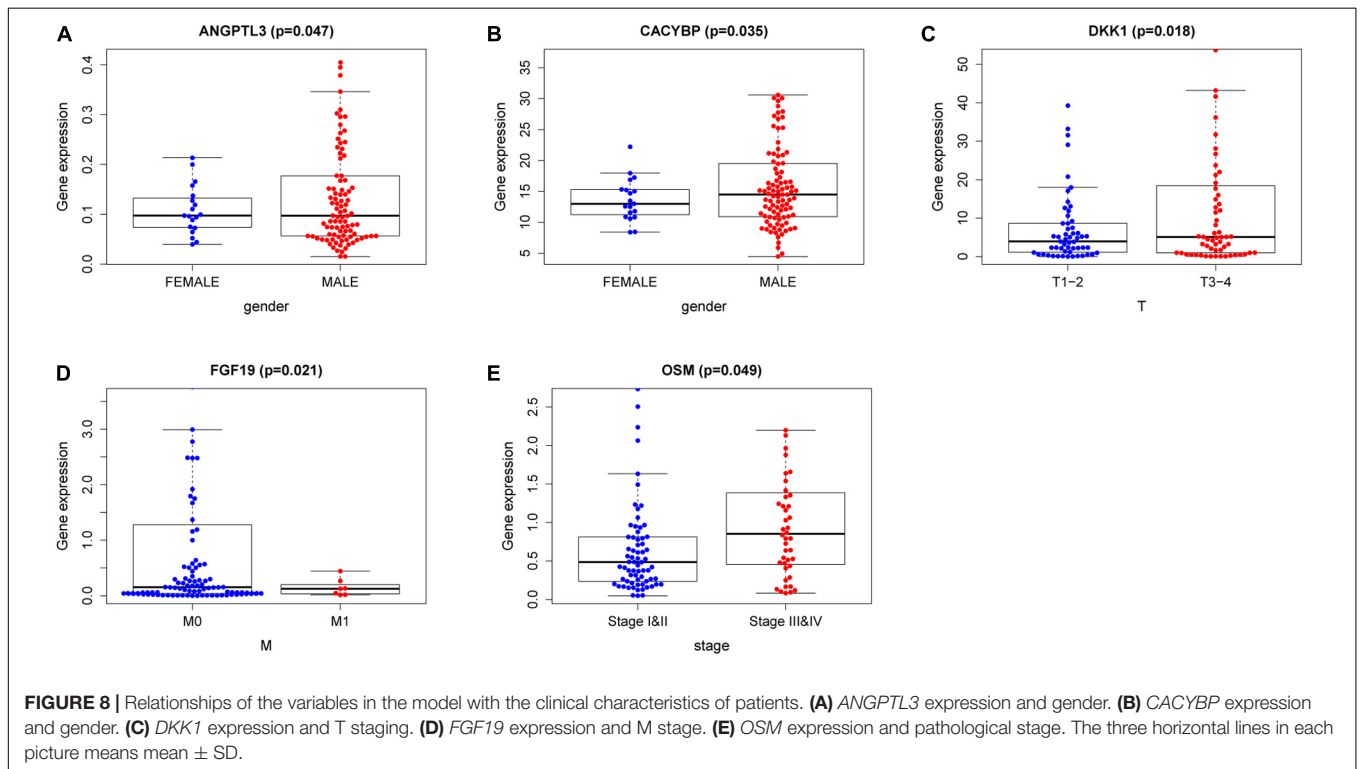 A
ANGPTL3 (p=0.047)
Gene expression
0.4
0.3
0.2
0.1
0.0
FEMALE MALE
gender
B
CACYBP (p=0.035)
Gene expression
35
30
25
20
15
10
5
FEMALE MALE
gender
C
DKK1 (p=0.018)
Gene expression
50
40
30
20
10
0
T1−2 T3−4
T
D
FGF19 (p=0.021)
Gene expression
3.0
2.0
1.0
0.0
M0 M1
M
E
OSM (p=0.049)
Gene expression
2.5
2.0
1.5
1.0
0.5
0.0
Stage I&II Stage III&IV
stage
FIGURE 8 | Relationships of the variables in the model with the clinical characteristics of patients. (A) ANGPTL3 expression and gender. (B) CACYBP expression
and gender. (C) DKK1 expression and T staging. (D) FGF19 expression and M stage. (E) OSM expression and pathological stage. The three horizontal lines in each
picture means mean ± SD.